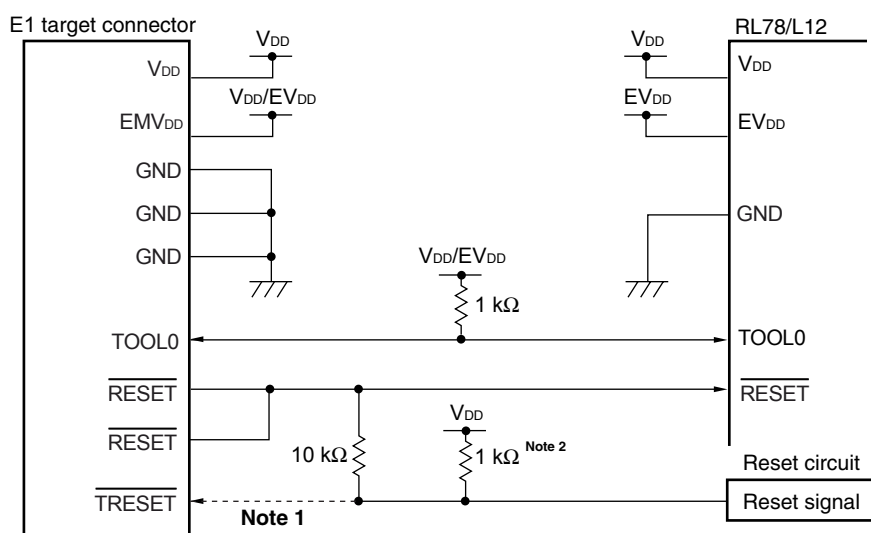 E1 target connector
RL78/L12
VDD
VDD
VDD
VDD
VDD/EVDD
EVDD
EMVDD
EVDD
GND
GND
GND
GND
VDD/EVDD
1 kΩ
TOOL0
TOOL0
RESET
RESET
RESET
VDD
10 kΩ
1 kΩ Note 2
Reset circuit
TRESET
Note 1
Reset signal